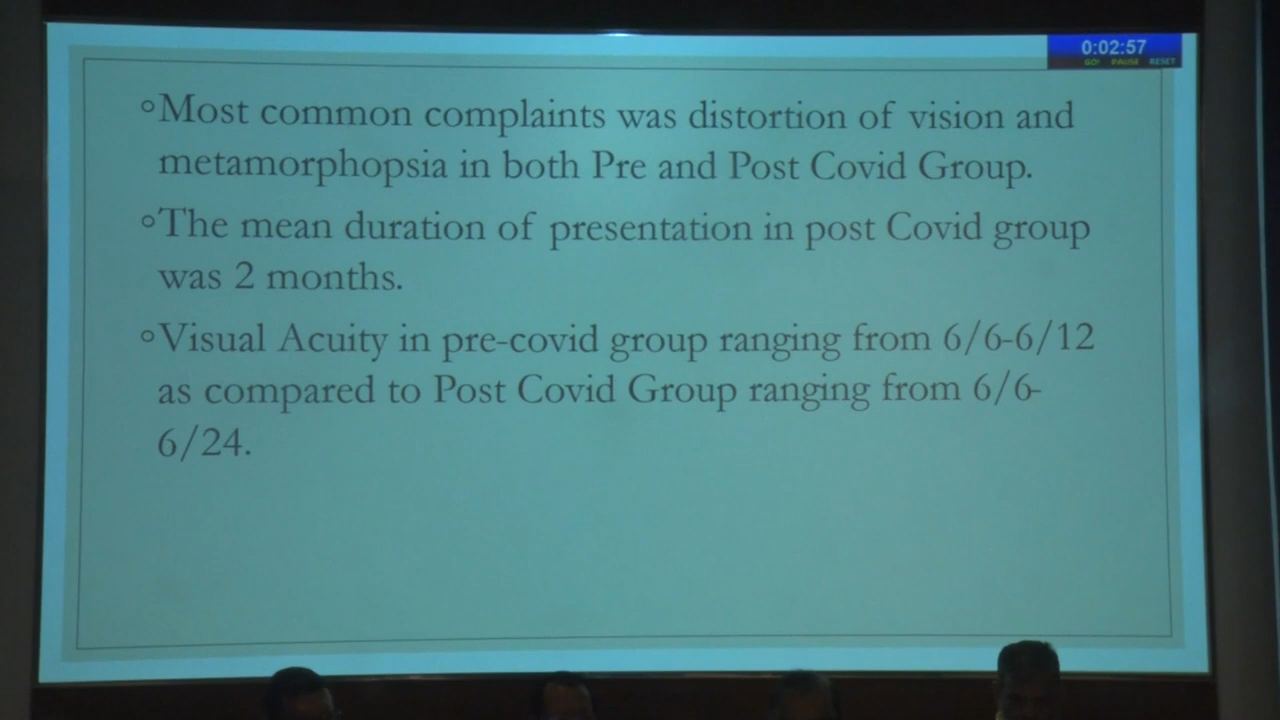 0:02:57
GO! PAUSE RESET
◦Most common complaints was distortion of vision and
metamorphopsia in both Pre and Post Covid Group.
◦The mean duration of presentation in post Covid group
was 2 months.
◦Visual Acuity in pre-covid group ranging from 6/6-6/12
as compared to Post Covid Group ranging from 6/6-
6/24.